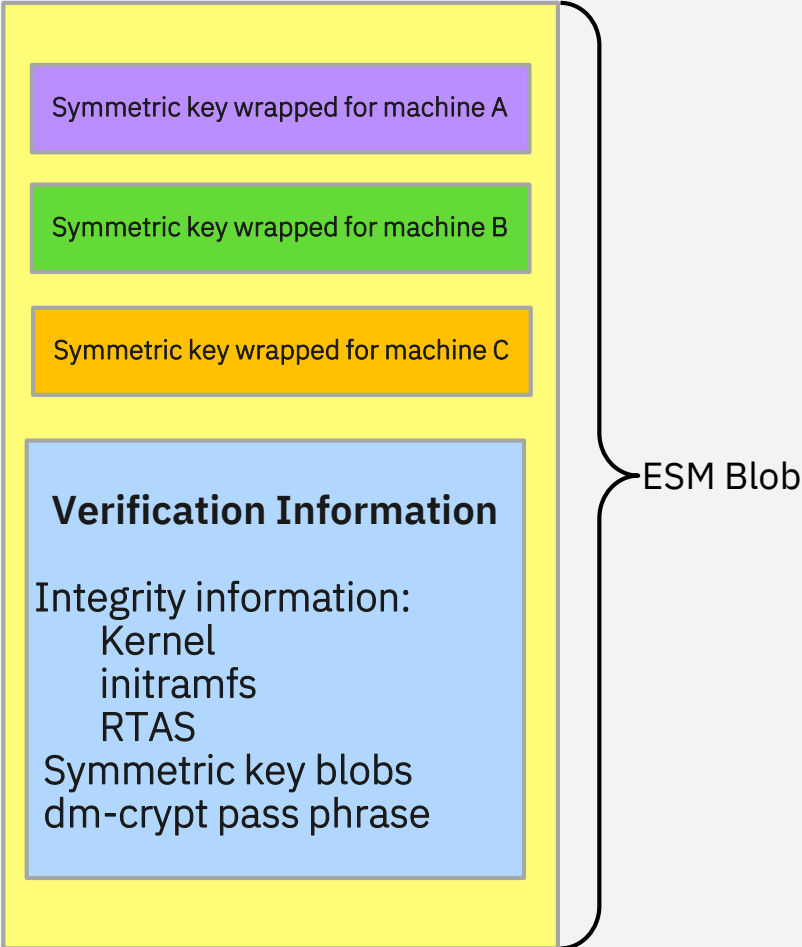 Symmetric key wrapped for machine A
Symmetric key wrapped for machine B
Symmetric key wrapped for machine C
ESM Blob
Verification Information
Integrity information:
Kernel
initramfs
RTAS
Symmetric key blobs
dm-crypt pass phrase